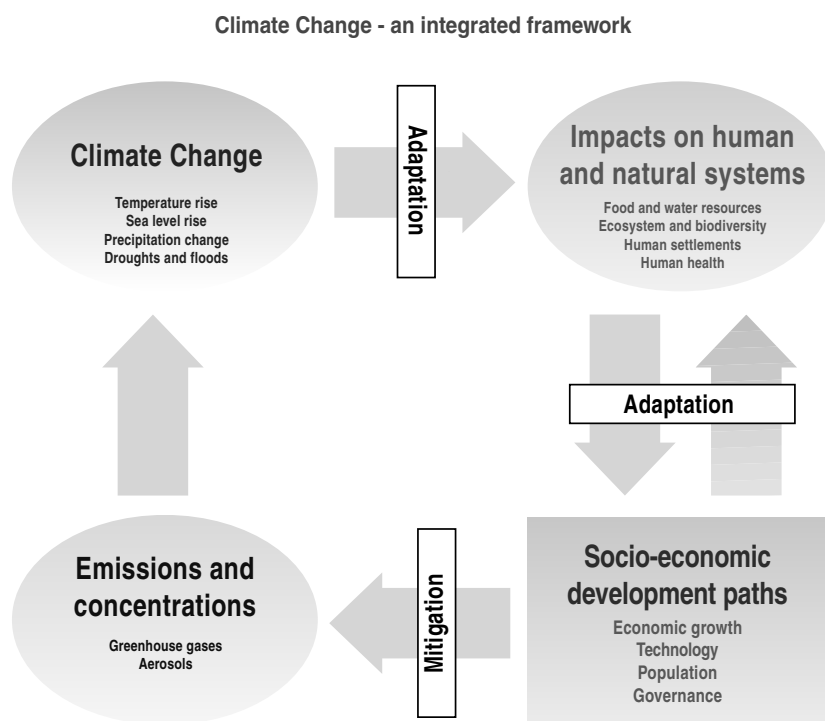 Climate Change - an integrated framework
Climate Change
Temperature rise
Sea level rise
Precipitation change
Droughts and floods
Adaptation
Impacts on human
and natural systems
Food and water resources
Ecosystem and biodiversity
Human settlements
Human health
Adaptation
Emissions and
concentrations
Greenhouse gases
Aerosols
Mitigation
Socio-economic
development paths
Economic growth
Technology
Population
Governance